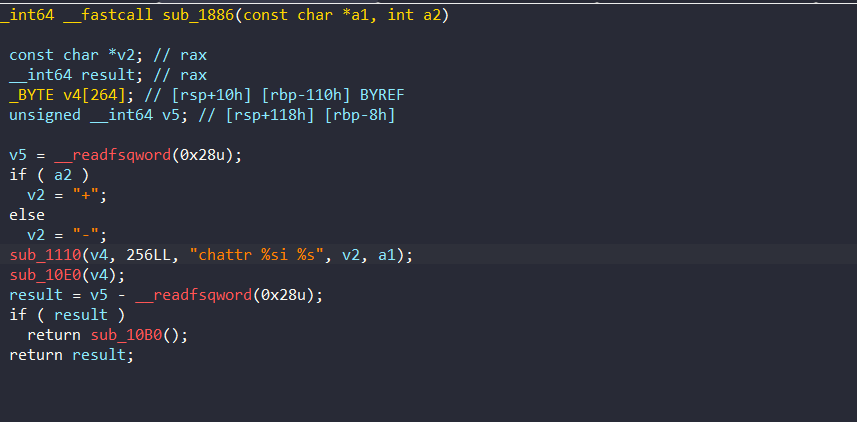 _int64 __fastcall sub_1886(const char *a1, int a2)
const char *v2; // rax
__int64 result; // rax
_BYTE v4[264]; // [rsp+10h] [rbp-110h] BYREF
unsigned __int64 v5; // [rsp+118h] [rbp-8h]
v5 = __readfsqword(0x28u);
if ( a2 )
v2 = "+";
else
v2 = "-";
sub_1110(v4, 256LL, "chattr %si %s", v2, a1);
sub_10E0(v4);
result = v5 - __readfsqword(0x28u);
if ( result )
return sub_10B0();
return result;